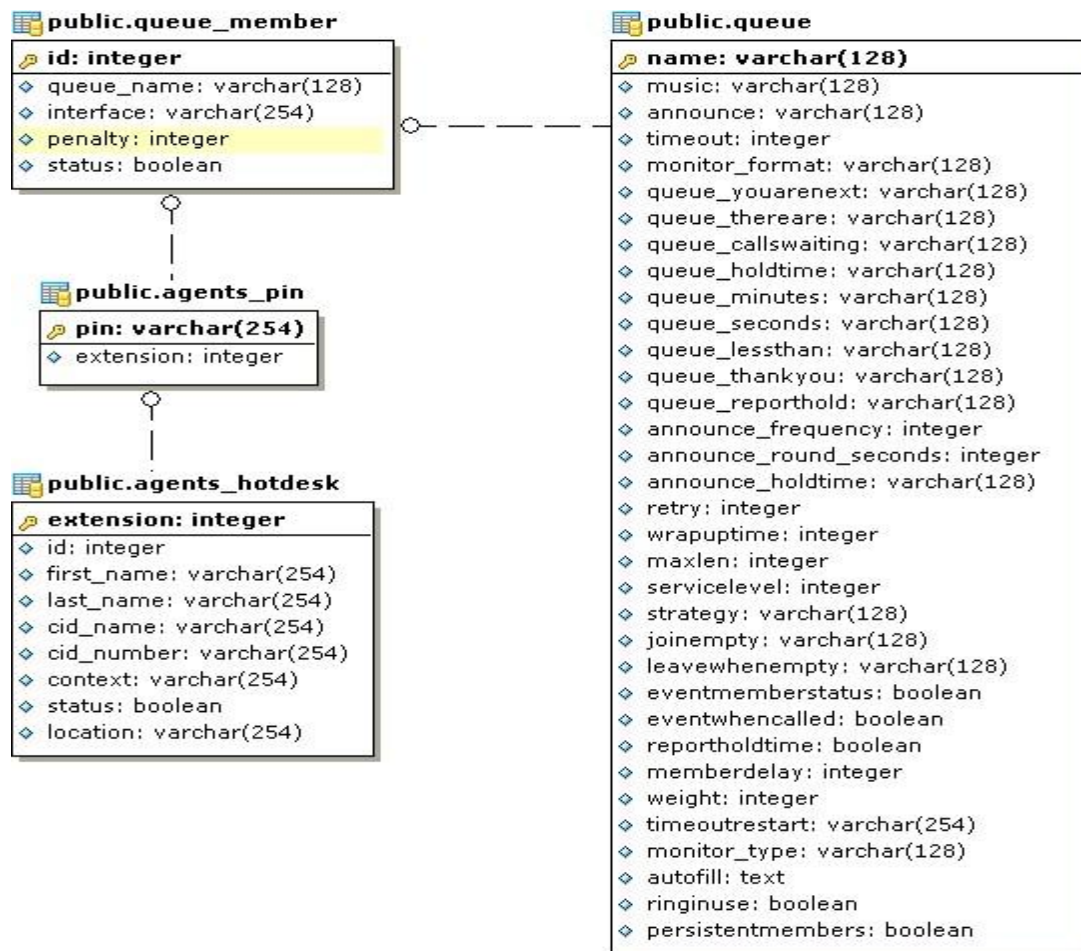 public.queue_member
id: integer
queue_name: varchar(128)
interface: varchar(254)
penalty: integer
status: boolean
public.agents_pin
pin: varchar(254)
extension: integer
public.agents_hotdesk
extension: integer
id: integer
first_name: varchar(254)
last_name: varchar(254)
cid_name: varchar(254)
cid_number: varchar(254)
context: varchar(254)
status: boolean
location: varchar(254)
public.queue
name: varchar(128)
music: varchar(128)
announce: varchar(128)
timeout: integer
monitor_format: varchar(128)
queue_youarenext: varchar(128)
queue_thereare: varchar(128)
queue_callswaiting: varchar(128)
queue_holdtime: varchar(128)
queue_minutes: varchar(128)
queue_seconds: varchar(128)
queue_lessthan: varchar(128)
queue_thankyou: varchar(128)
queue_reporthold: varchar(128)
announce_frequency: integer
announce_round_seconds: integer
announce_holdtime: varchar(128)
retry: integer
wrapuptime: integer
maxlen: integer
servicelevel: integer
strategy: varchar(128)
joinempty: varchar(128)
leavewhenempty: varchar(128)
eventmemberstatus: boolean
eventwhencalled: boolean
reportholdtime: boolean
memberdelay: integer
weight: integer
timeoutrestart: varchar(254)
monitor_type: varchar(128)
autofill: text
ringinuse: boolean
persistentmembers: boolean